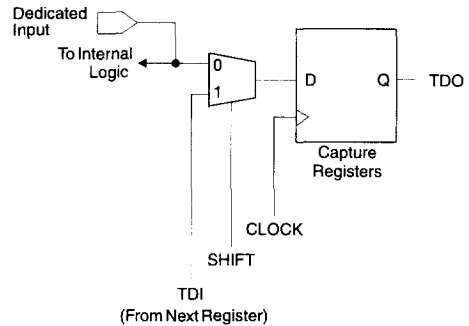 Dedicated
Input
To Internal
Logic
0
1
D
Q
TDO
Capture
Registers
CLOCK
SHIFT
TDI
(From Next Register)